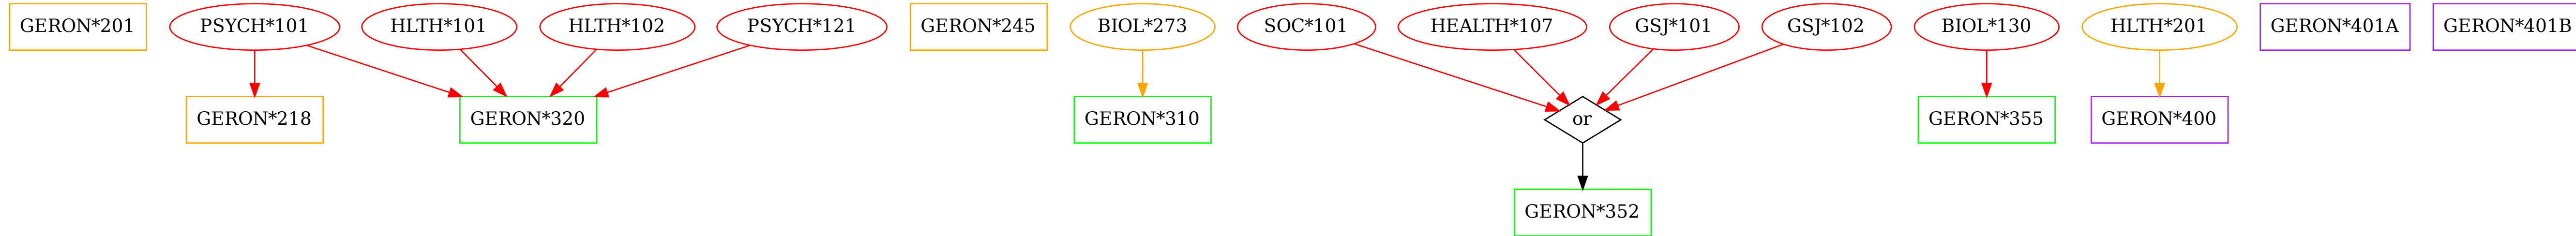 GERON*201
PSYCH*101
HLTH*101
HLTH*102
PSYCH*121
GERON*245
BIOL*273
SOC*101
HEALTH*107
GSJ*101
GSJ*102
BIOL*130
HLTH*201
GERON*401A
GERON*401B
GERON*218
GERON*320
GERON*310
or
GERON*355
GERON*400
GERON*352